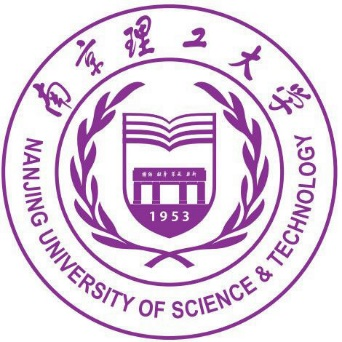 南京理工大学
1953
NANJING UNIVERSITY OF SCIENCE & TECHNOLOGY